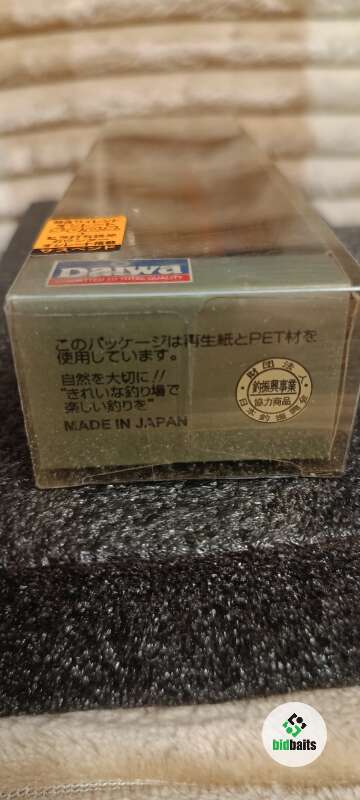 Daiwa
COMMITTED TO TOTAL QUALITY
このパッケージは再生紙とPET材を
使用しています。
自然を大切に!!
"きれいな釣り場で
楽しい釣りを"
MADE IN JAPAN
財団法人
釣振興事業
協力商品
日本釣振興会
bidbaits